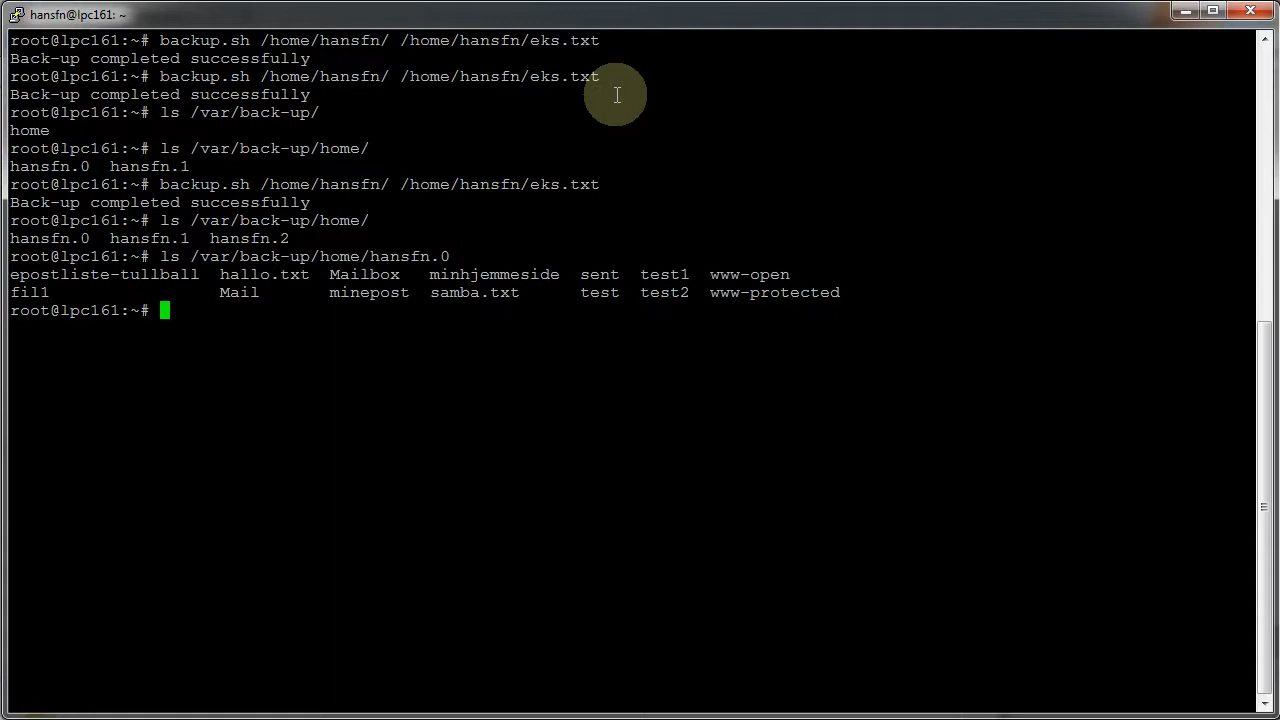 hansfn@lpc161: ~
root@lpc161:~# backup.sh /home/hansfn/ /home/hansfn/eks.txt
Back-up completed successfully
root@lpc161:~# backup.sh /home/hansfn/ /home/hansfn/eks.txt
Back-up completed successfully
root@lpc161:~# ls /var/back-up/
home
root@lpc161:~# ls /var/back-up/home/
hansfn.0  hansfn.1
root@lpc161:~# backup.sh /home/hansfn/ /home/hansfn/eks.txt
Back-up completed successfully
root@lpc161:~# ls /var/back-up/home/
hansfn.0  hansfn.1  hansfn.2
root@lpc161:~# ls /var/back-up/home/hansfn.0
epostliste-tullball  hallo.txt  Mailbox   minhjemmeside  sent  test1  www-open
fil1                 Mail       minepost  samba.txt      test  test2  www-protected
root@lpc161:~#